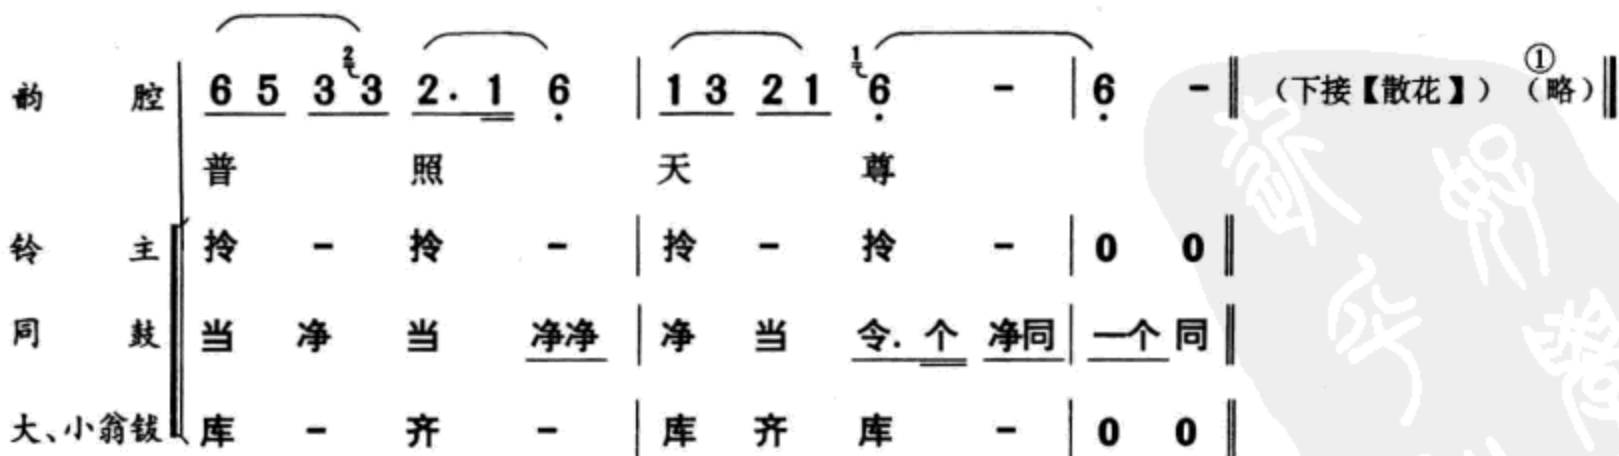 韵腔 6 5 3 2 3 2 . 1 6 | 1 3 2 1 1 6 - | 6 - ‖ (下接【散花】) ① (略) ‖
普 照 天 尊
铃主 拎 - 拎 - | 拎 - 拎 - | 0 0 ‖
同鼓 当 净 当 净净 | 净 当 令. 个 净同 | 一个 同 ‖
大、小翁钹 库 - 齐 - | 库 齐 库 - | 0 0 ‖